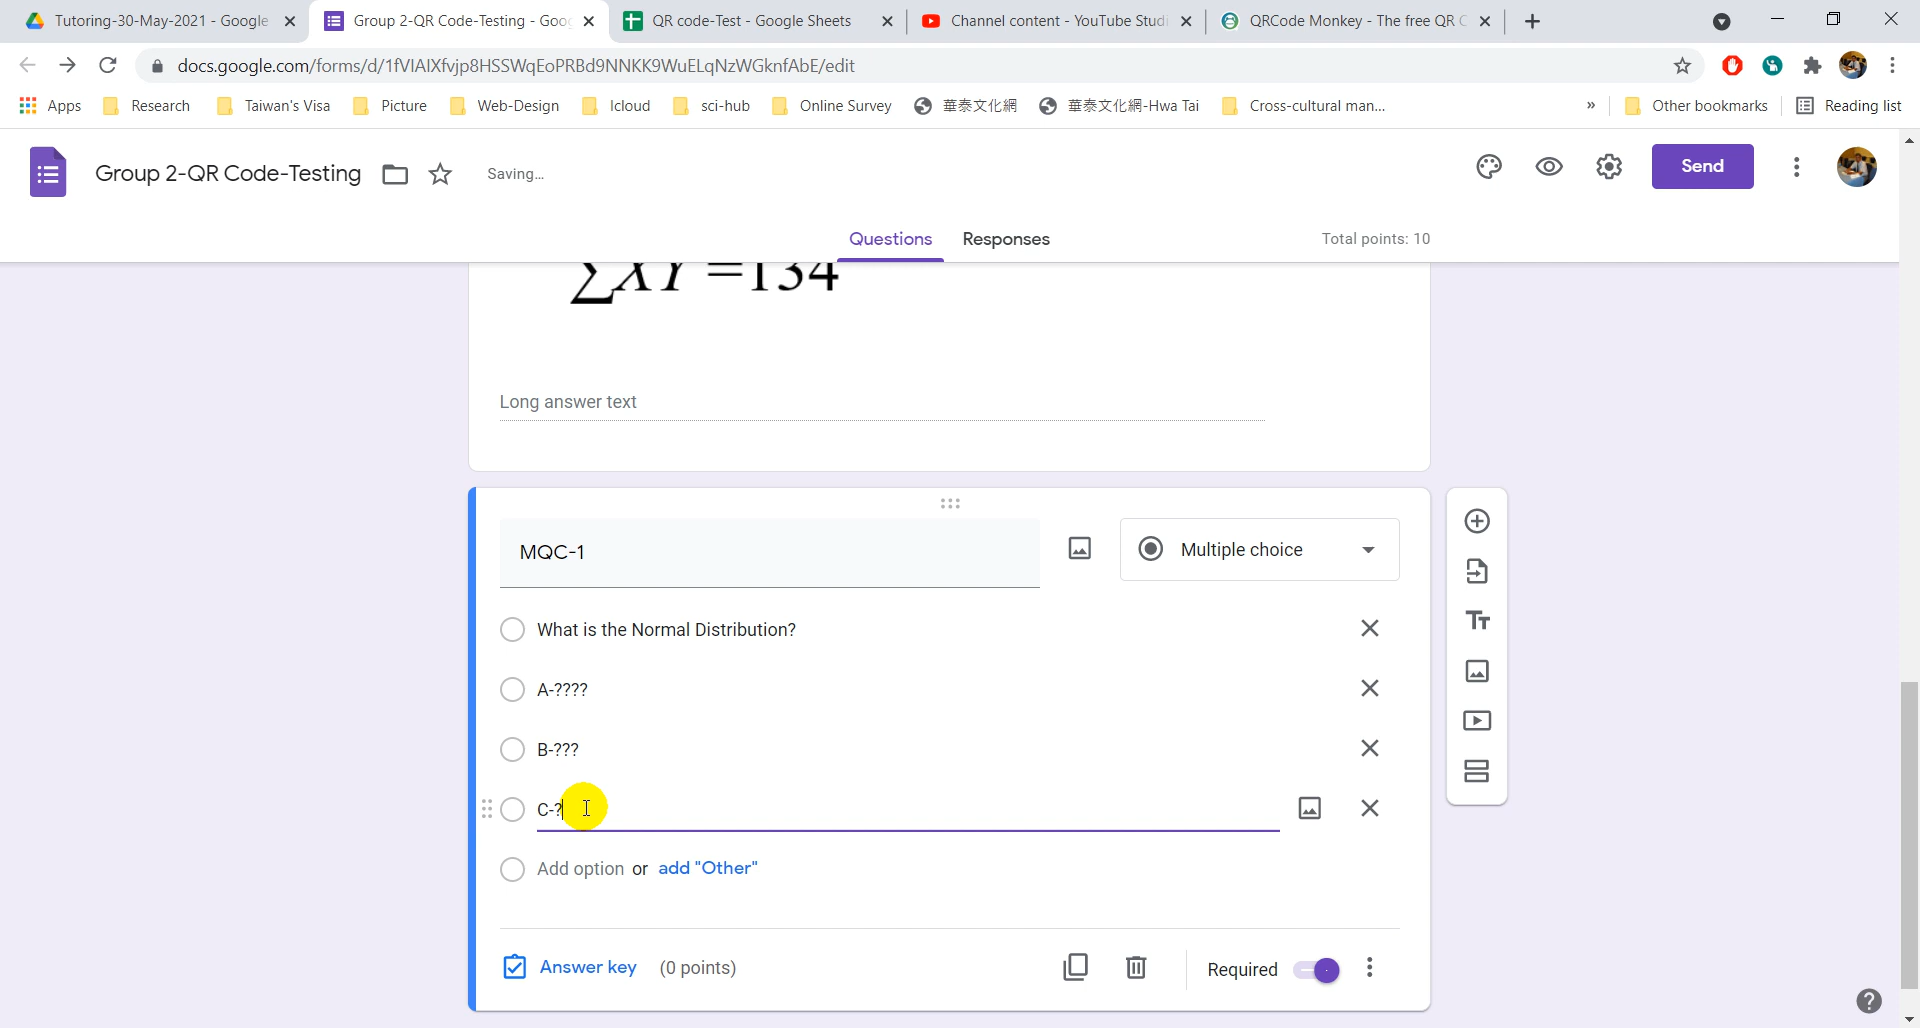 Tutoring-30-May-2021 - Google
Group 2-QR Code-Testing - Goo
QR code-Test - Google Sheets
Channel content - YouTube Studi
QRCode Monkey - The free QR C
docs.google.com/forms/d/1fVIAIXfvjp8HSSWqEoPRBd9NNKK9WuELqNzWGknfAbE/edit
Apps
Research
Taiwan's Visa
Picture
Web-Design
Icloud
sci-hub
Online Survey
華泰文化網
華泰文化網-Hwa Tai
Cross-cultural man...
»
Other bookmarks
Reading list
Group 2-QR Code-Testing
Saving...
Send
Questions
Responses
Total points: 10
∑XY =134
Long answer text
MQC-1
Multiple choice
What is the Normal Distribution?
A-????
B-???
C-?
Add option or add "Other"
Answer key (0 points)
Required